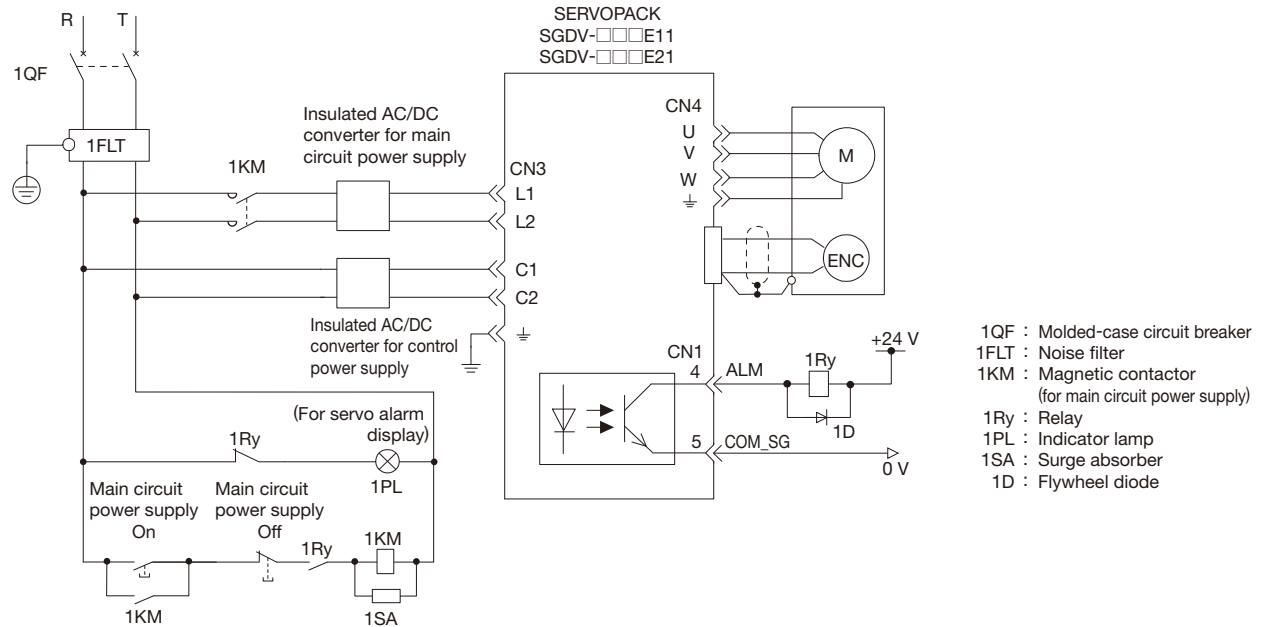 R
T
SERVOPACK
SGDV-□□□E11
SGDV-□□□E21
1QF
1FLT
1KM
Insulated AC/DC
converter for main
circuit power supply
CN3
L1
L2
C1
C2
Insulated AC/DC
converter for control
power supply
CN4
U
V
W
M
ENC
CN1
4
ALM
5
COM_SG
1Ry
+24 V
1D
0 V
(For servo alarm
display)
1Ry
1PL
Main circuit
power supply
On
Main circuit
power supply
Off
1Ry
1KM
1KM
1SA
1QF : Molded-case circuit breaker
1FLT : Noise filter
1KM : Magnetic contactor
(for main circuit power supply)
1Ry : Relay
1PL : Indicator lamp
1SA : Surge absorber
1D : Flywheel diode